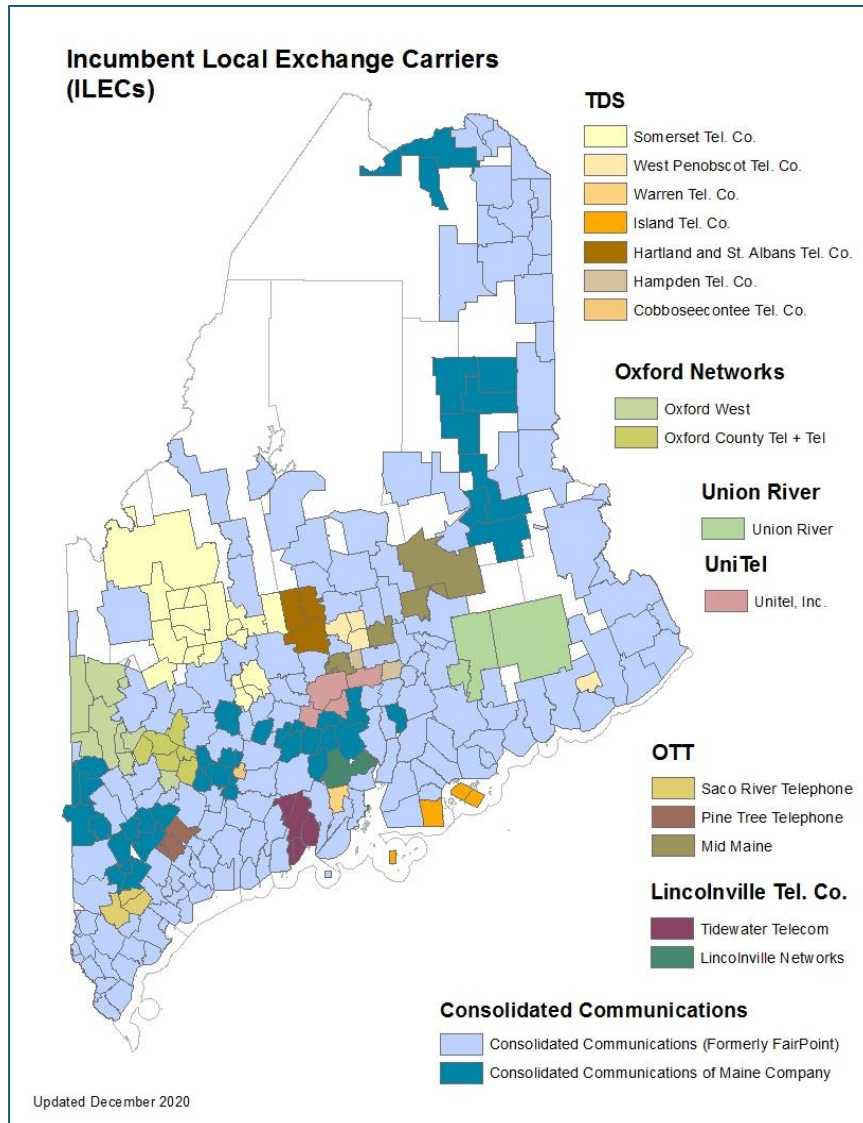 Incumbent Local Exchange Carriers
(ILECs)
TDS
Somerset Tel. Co.
West Penobscot Tel. Co.
Warren Tel. Co.
Island Tel. Co.
Hartland and St. Albans Tel. Co.
Hampden Tel. Co.
Cobboseecontee Tel. Co.
Oxford Networks
Oxford West
Oxford County Tel + Tel
Union River
Union River
UniTel
Unitel, Inc.
OTT
Saco River Telephone
Pine Tree Telephone
Mid Maine
Lincolnville Tel. Co.
Tidewater Telecom
Lincolnville Networks
Consolidated Communications
Consolidated Communications (Formerly FairPoint)
Consolidated Communications of Maine Company
Updated December 2020